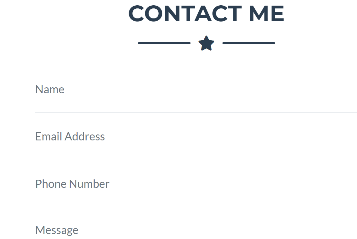 CONTACT ME
Name
Email Address
Phone Number
Message